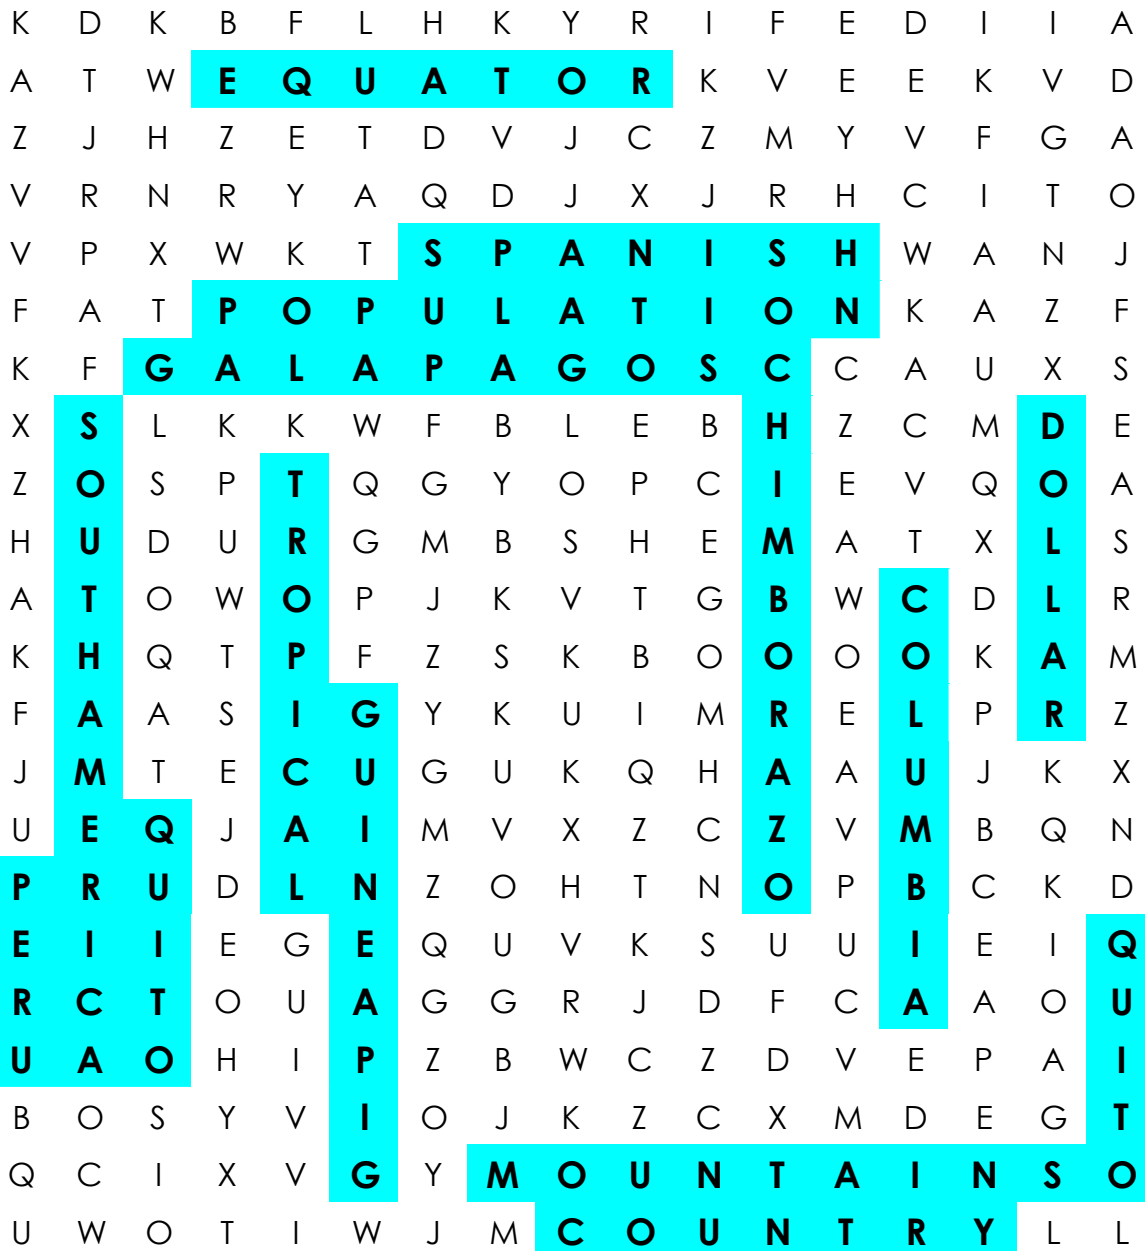 K D K B F L H K Y R I F E D I I A
A T W E Q U A T O R K V E E K V D
Z J H Z E T D V J C Z M Y V F G A
V R N R Y A Q D J X J R H C I T O
V P X W K T S P A N I S H W A N J
F A T P O P U L A T I O N K A Z F
K F G A L A P A G O S C C A U X S
X S L K K W F B L E B H Z C M D E
Z O S P T Q G Y O P C I E V Q O A
H U D U R G M B S H E M A T X L S
A T O W O P J K V T G B W C D L R
K H Q T P F Z S K B O O O O K A M
F A A S I G Y K U I M R E L P R Z
J M T E C U G U K Q H A A U J K X
U E Q J A I M V X Z C Z V M B Q N
P R U D L N Z O H T N O P B C K D
E I I E G E Q U V K S U U I E I Q
R C T O U A G G R J D F C A A O U
U A O H I P Z B W C Z D V E P A I
B O S Y V I O J K Z C X M D E G T
Q C I X V G Y M O U N T A I N S O
U W O T I W J M C O U N T R Y L L